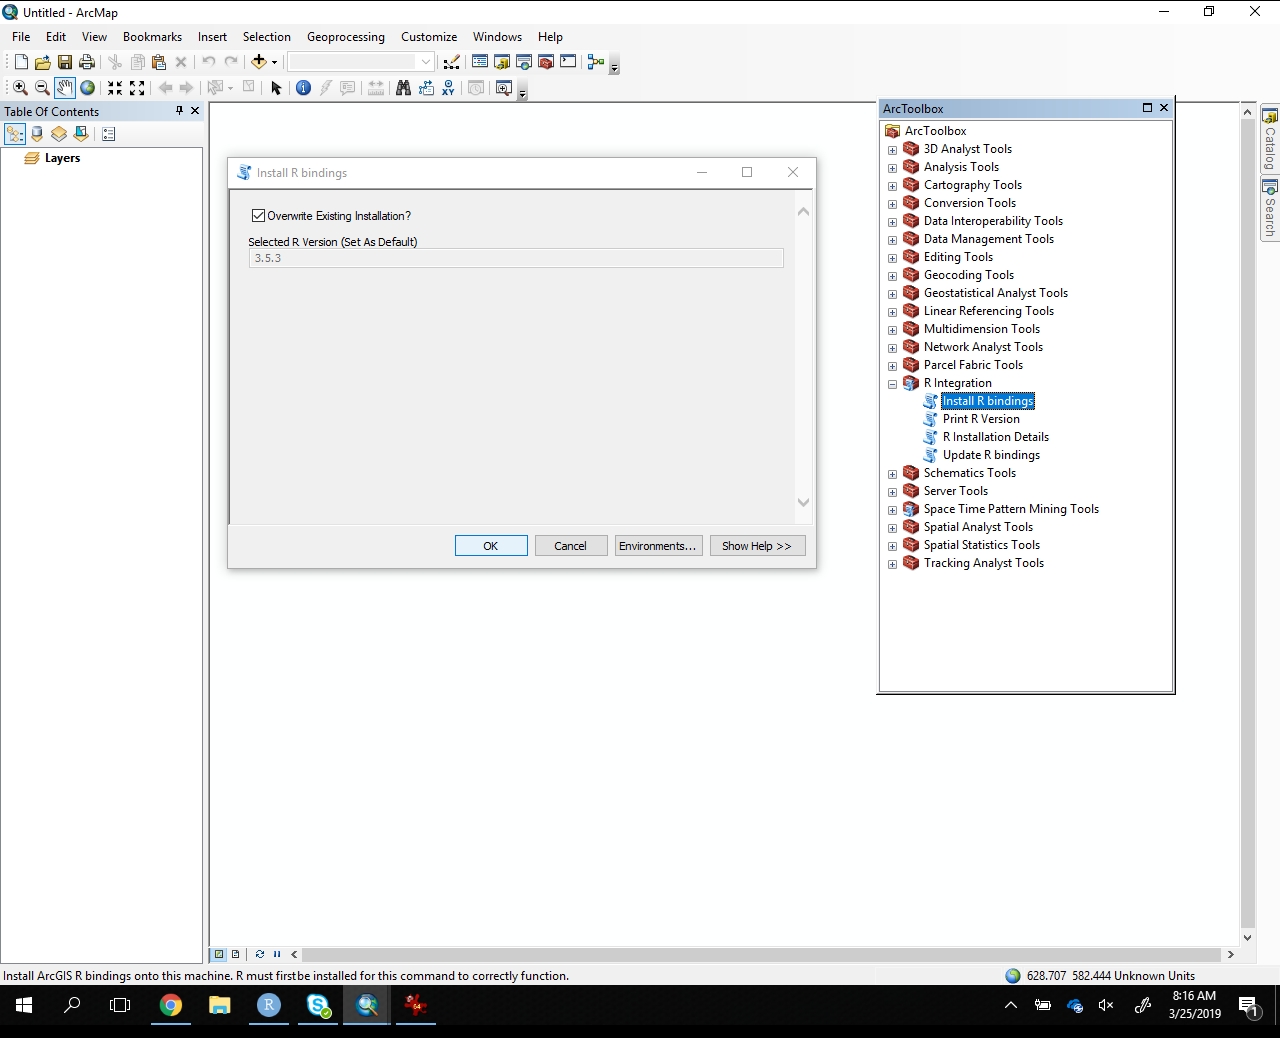 Untitled - ArcMap
File Edit View Bookmarks Insert Selection Geoprocessing Customize Windows Help
Table Of Contents
Layers
Install R bindings
Overwrite Existing Installation?
Selected R Version (Set As Default)
3.5.3
OK Cancel Environments... Show Help >>
ArcToolbox
ArcToolbox
3D Analyst Tools
Analysis Tools
Cartography Tools
Conversion Tools
Data Interoperability Tools
Data Management Tools
Editing Tools
Geocoding Tools
Geostatistical Analyst Tools
Linear Referencing Tools
Multidimension Tools
Network Analyst Tools
Parcel Fabric Tools
R Integration
Install R bindings
Print R Version
R Installation Details
Update R bindings
Schematics Tools
Server Tools
Space Time Pattern Mining Tools
Spatial Analyst Tools
Spatial Statistics Tools
Tracking Analyst Tools
Catalog
Search
Install ArcGIS R bindings onto this machine. R must first be installed for this command to correctly function.
628.707 582.444 Unknown Units
R
S
64
8:16 AM
3/25/2019
1